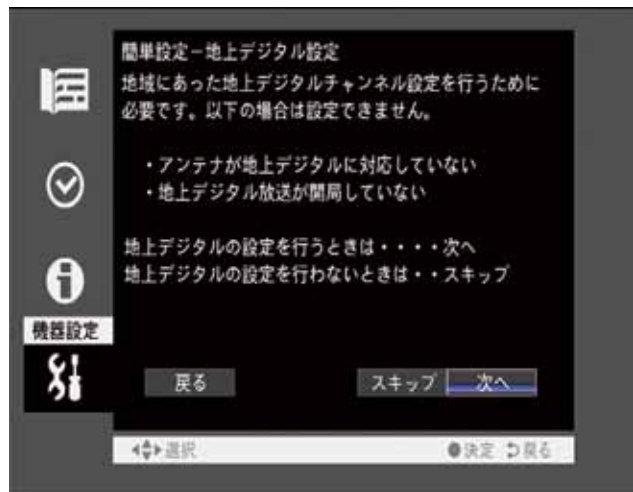 簡単設定－地上デジタル設定
地域にあった地上デジタルチャンネル設定を行うために
必要です。以下の場合は設定できません。
・アンテナが地上デジタルに対応していない
・地上デジタル放送が開局していない
地上デジタルの設定を行うときは・・・・次へ
地上デジタルの設定を行わないときは・・スキップ
機器設定
戻る スキップ 次へ
選択 決定 戻る